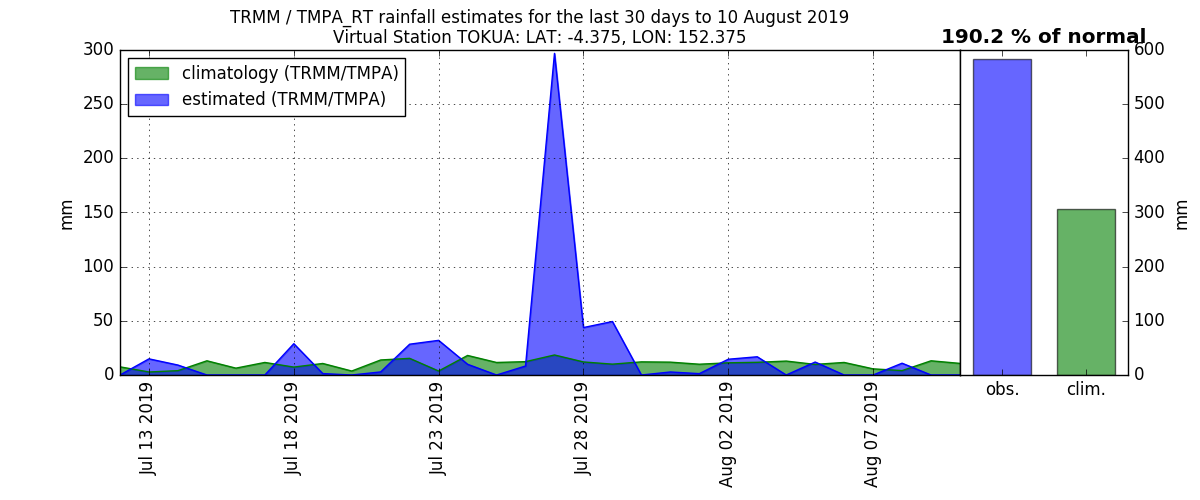 TRMM / TMPA_RT rainfall estimates for the last 30 days to 10 August 2019
Virtual Station TOKUA: LAT: -4.375, LON: 152.375
190.2 % of normal
climatology (TRMM/TMPA)
estimated (TRMM/TMPA)
mm
300
250
200
150
100
50
0
Jul 13 2019
Jul 18 2019
Jul 23 2019
Jul 28 2019
Aug 02 2019
Aug 07 2019
600
500
400
300
200
100
0
mm
obs.
clim.